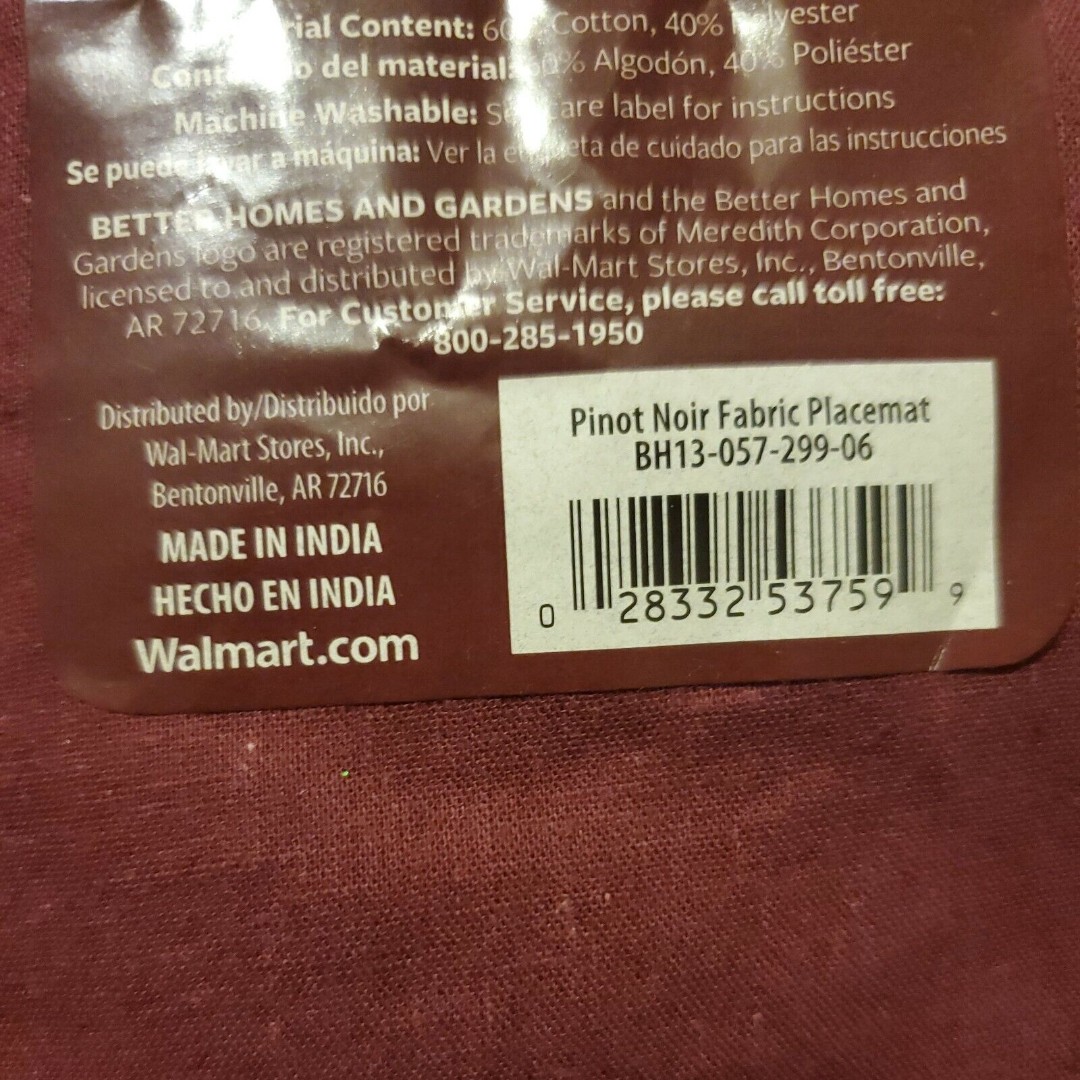 Content: Cotton, 40%
del material: Algodón, 40% Poliéster
Machine Washable: label for instructions
Se puede a máquina: Ver la de cuidado para las instrucciones
BETTER HOMES AND GARDENS and the Better Homes and
Gardens logo are registered trademarks of Meredith Corporation,
licensed to and distributed by Wal-Mart Stores, Inc., Bentonville,
AR 72716. For Customer Service, please call toll free:
800-285-1950
Distributed by/Distribuido por
Wal-Mart Stores, Inc.,
Bentonville, AR 72716
MADE IN INDIA
HECHO EN INDIA
Walmart.com
Pinot Noir Fabric Placemat
BH13-057-299-06
0 28332 53759 9